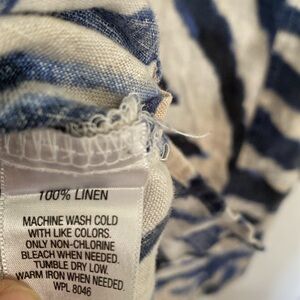 100% LINEN
MACHINE WASH COLD
WITH LIKE COLORS.
ONLY NON-CHLORINE
BLEACH WHEN NEEDED.
TUMBLE DRY LOW.
WARM IRON WHEN NEEDED.
WPL 8046